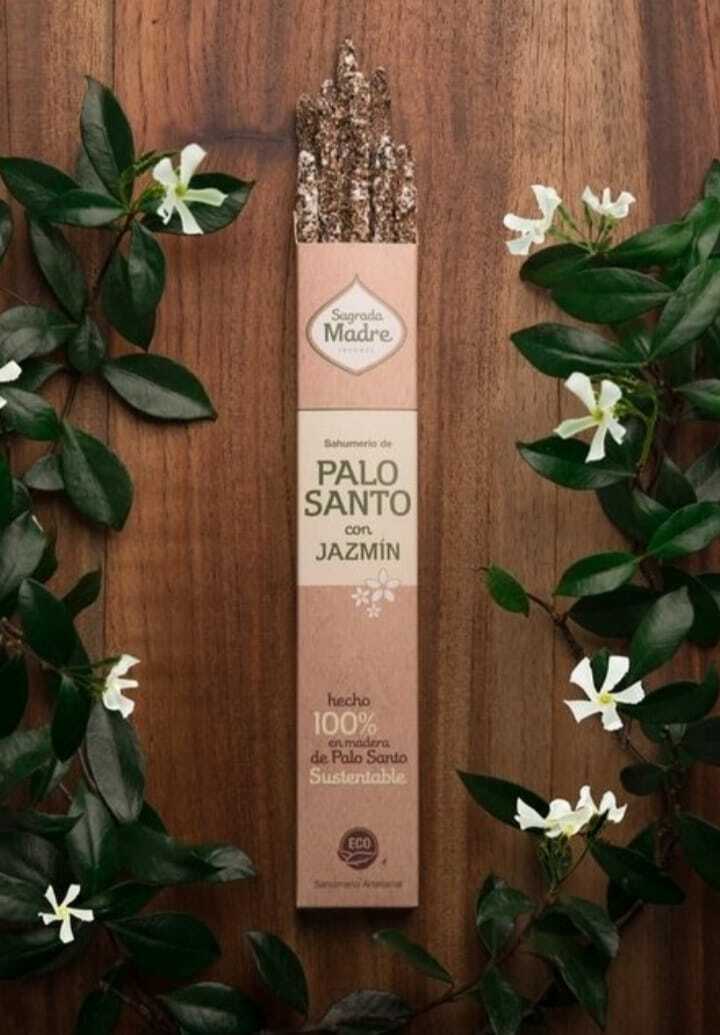 Sagrada
Madre
Sahumerio de
PALO
SANTO
con
JAZMÍN
hecho
100%
en madera
de Palo Santo
Sustentable
ECO
Sahumerio Artesanal